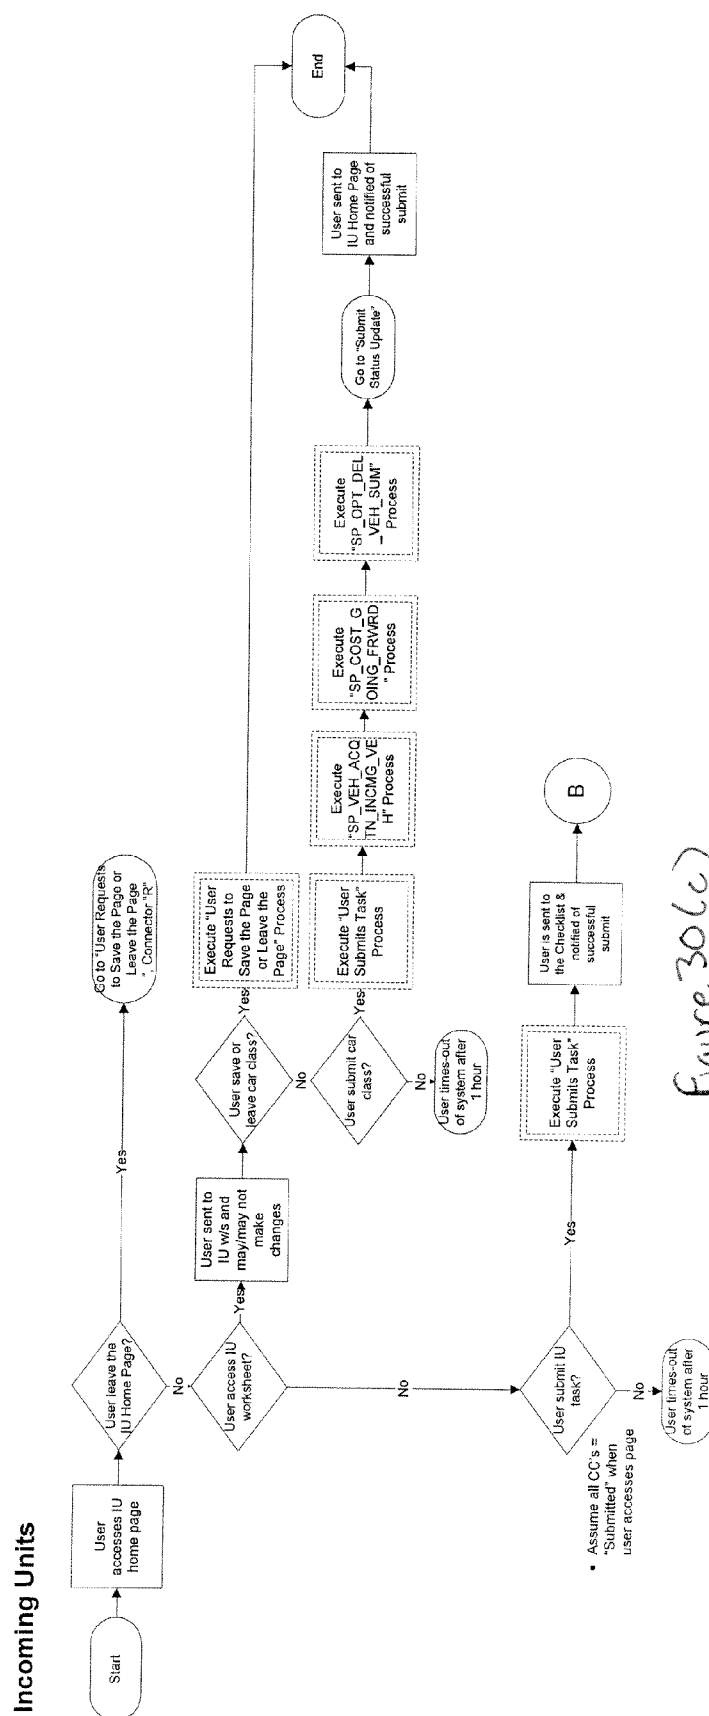 Incoming Units
Start
User
accesses IU
home page
User leave the
IU Home Page?
Yes
Go to "User Requests
to Save the Page or
Leave the Page
", Connector "R"
No
User access IU
worksheet?
Yes
User sent to
IU w/s and
may/may not
make
changes
User save or
leave car class?
Yes
Execute "User
Requests to
Save the Page
or Leave the
Page" Process
End
No
User submit car
class?
Yes
Execute "User
Submits Task"
Process
Execute
"SP_VEH_ACQ
TN_INCMG_VE
H" Process
Execute
"SP_COST_G
OING_FRWRD
" Process
Execute
"SP_OPT_DEL
_VEH_SUM"
Process
Go to "Submit
Status Update"
User sent to
IU Home Page
and notified of
successful
submit
No
User times-out
of system after
1 hour
No
User submit IU
task?
Yes
Execute "User
Submits Task"
Process
User is sent to
the Checklist &
notified of
successful
submit
B
No
User times-out
of system after
1 hour
• Assume all CC's =
"Submitted" when
user accesses page
Figure 30(c)